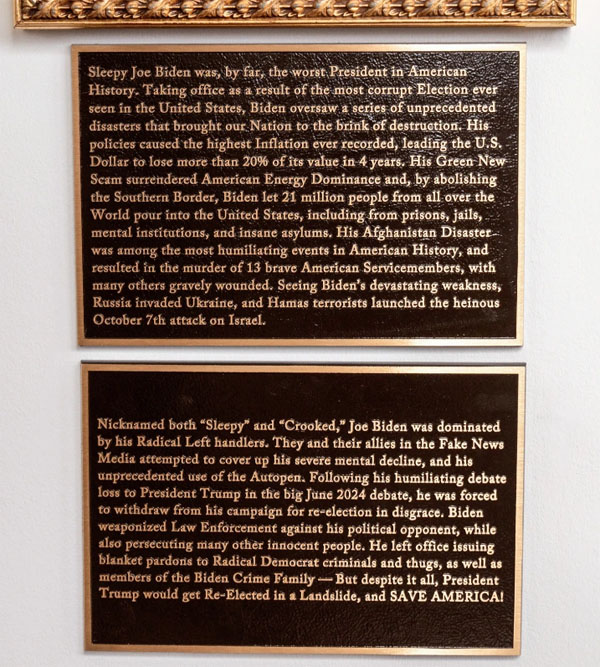 Sleepy Joe Biden was, by far, the worst President in American
History. Taking office as a result of the most corrupt Election ever
seen in the United States, Biden oversaw a series of unprecedented
disasters that brought our Nation to the brink of destruction. His
policies caused the highest Inflation ever recorded, leading the U.S.
Dollar to lose more than 20% of its value in 4 years. His Green New
Scam surrendered American Energy Dominance and, by abolishing
the Southern Border, Biden let 21 million people from all over the
World pour into the United States, including from prisons, jails,
mental institutions, and insane asylums. His Afghanistan Disaster
was among the most humiliating events in American History, and
resulted in the murder of 13 brave American Servicemembers, with
many others gravely wounded. Seeing Biden's devastating weakness,
Russia invaded Ukraine, and Hamas terrorists launched the heinous
October 7th attack on Israel.
Nicknamed both “Sleepy” and “Crooked,” Joe Biden was dominated
by his Radical Left handlers. They and their allies in the Fake News
Media attempted to cover up his severe mental decline, and his
unprecedented use of the Autopen. Following his humiliating debate
loss to President Trump in the big June 2024 debate, he was forced
to withdraw from his campaign for re-election in disgrace. Biden
weaponized Law Enforcement against his political opponent, while
also persecuting many other innocent people. He left office issuing
blanket pardons to Radical Democrat criminals and thugs, as well as
members of the Biden Crime Family — But despite it all, President
Trump would get Re-Elected in a Landslide, and SAVE AMERICA!